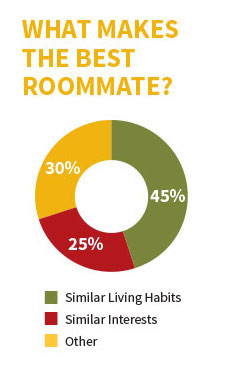 WHAT MAKES
THE BEST
ROOMMATE?
30%
45%
25%
Similar Living Habits
Similar Interests
Other